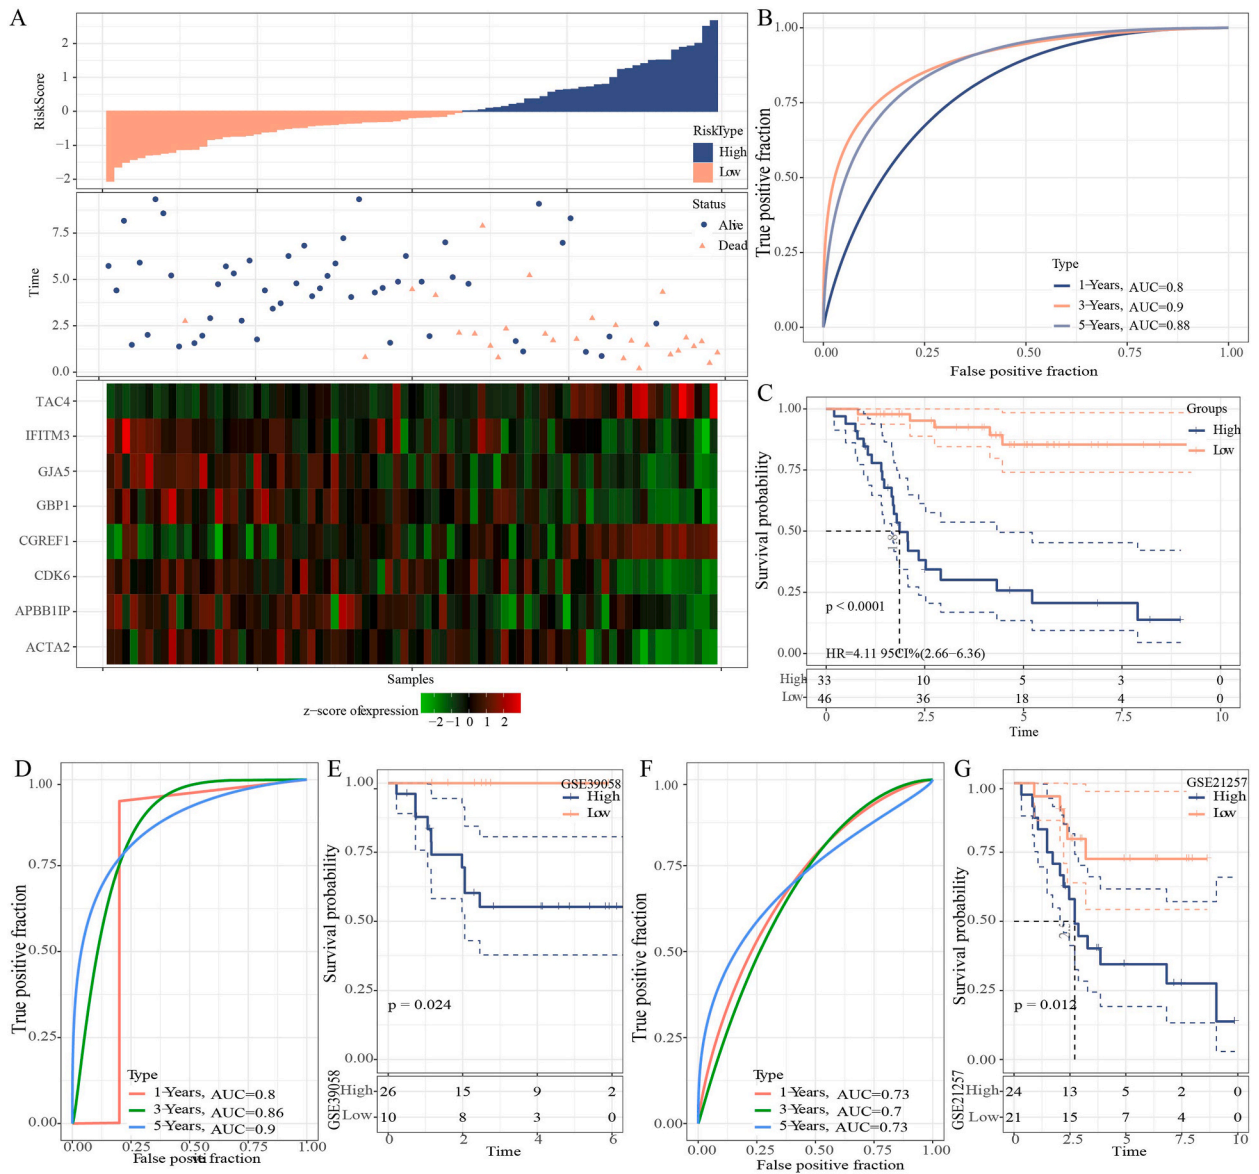 A
RiskScore
2
1
0
−1
−2
RiskType
High
Low
Time
7.5
5.0
2.5
0.0
Status
Alive
Dead
TAC4
IFITM3
GJA5
GBP1
CGREF1
CDK6
APBB1IP
ACTA2
Samples
z−score of expression
−2 −1 0 1 2
B
True positive fraction
1.00
0.75
0.50
0.25
0.00
Type
1−Years, AUC=0.8
3−Years, AUC=0.9
5−Years, AUC=0.88
0.00 0.25 0.50 0.75 1.00
False positive fraction
C
Survival probability
1.00
0.75
0.50
0.25
0.00
Groups
High
Low
p < 0.0001
HR=4.11 95CI%(2.66−6.36)
High 33 10 5 3 0
Low 46 36 18 4 0
0 2.5 5.0 7.5 10
Time
D
True positive fraction
1.00
0.75
0.50
0.25
0.00
Type
1−Years, AUC=0.8
3−Years, AUC=0.86
5−Years, AUC=0.9
0.00 0.25 0.50 0.75 1.00
False positive fraction
E
Survival probability
1.00
0.75
0.50
0.25
0.00
GSE39058
High
Low
p = 0.024
GSE39058
High 26 15 9 2
Low 10 8 3 0
0 2 4 6
Time
F
True positive fraction
1.00
0.75
0.50
0.25
0.00
Type
1−Years, AUC=0.73
3−Years, AUC=0.7
5−Years, AUC=0.73
0.00 0.25 0.50 0.75 1.00
False positive fraction
G
Survival probability
1.00
0.75
0.50
0.25
0.00
GSE21257
High
Low
p = 0.012
GSE21257
High 24 13 5 2 0
Low 21 15 7 4 0
0 2.5 5.0 7.5 10
Time